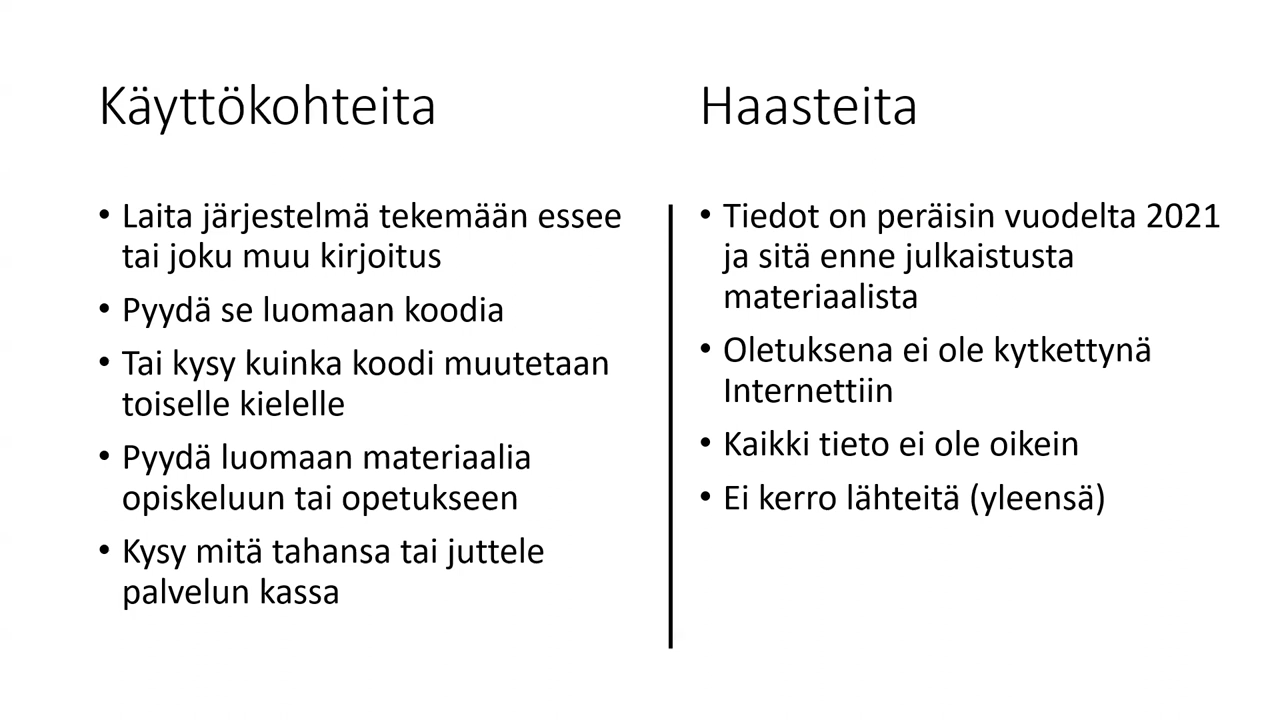 Käyttökohteita
• Laita järjestelmä tekemään essee
tai joku muu kirjoitus
• Pyydä se luomaan koodia
• Tai kysy kuinka koodi muutetaan
toiselle kielelle
• Pyydä luomaan materiaalia
opiskeluun tai opetukseen
• Kysy mitä tahansa tai juttele
palvelun kassa
Haasteita
• Tiedot on peräisin vuodelta 2021
ja sitä enne julkaistusta
materiaalista
• Oletuksena ei ole kytkettynä
Internettiin
• Kaikki tieto ei ole oikein
• Ei kerro lähteitä (yleensä)